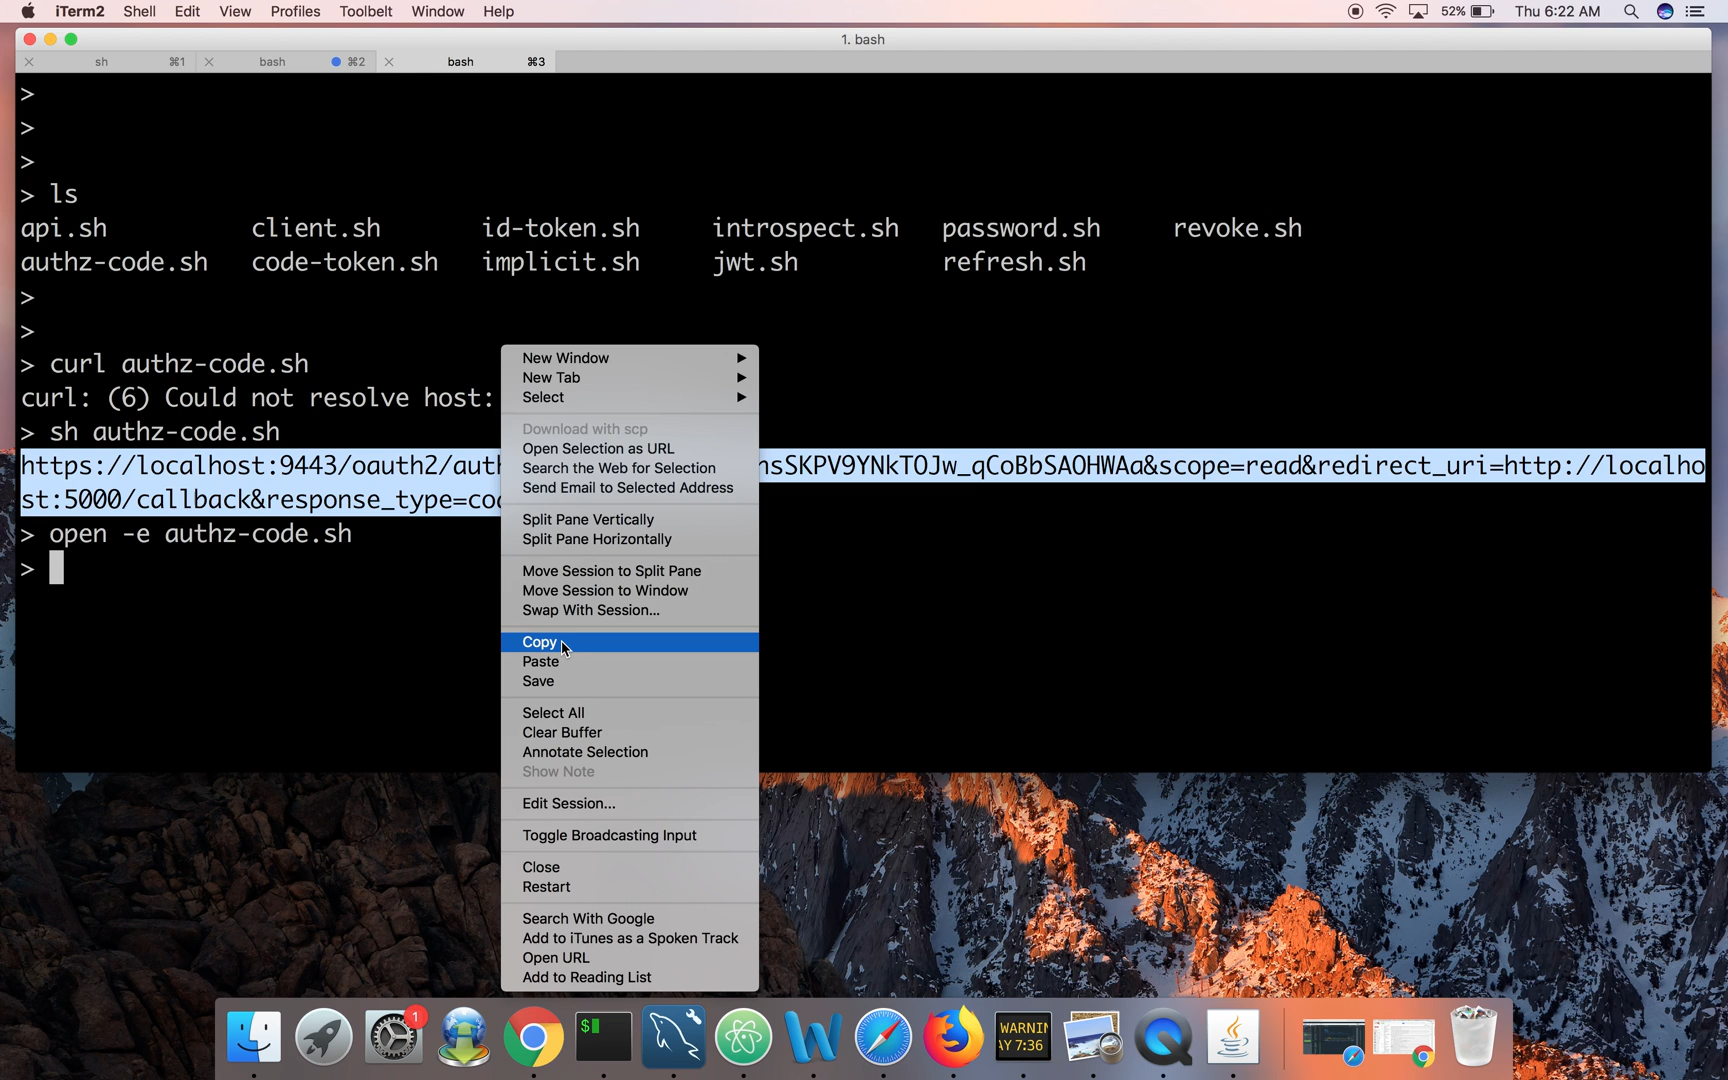 iTerm2 Shell Edit View Profiles Toolbelt Window Help 52% Thu 6:22 AM
1. bash
sh ⌘1 bash ⌘2 bash ⌘3
>
>
>
> ls
api.sh client.sh id-token.sh introspect.sh password.sh revoke.sh
authz-code.sh code-token.sh implicit.sh jwt.sh refresh.sh
>
>
> curl authz-code.sh
curl: (6) Could not resolve host:
> sh authz-code.sh
https://localhost:9443/oauth2/auth sSKPV9YNkTOJw_qCoBbSAOHWAa&scope=read&redirect_uri=http://localho
st:5000/callback&response_type=co
> open -e authz-code.sh
>
New Window
New Tab
Select
Download with scp
Open Selection as URL
Search the Web for Selection
Send Email to Selected Address
Split Pane Vertically
Split Pane Horizontally
Move Session to Split Pane
Move Session to Window
Swap With Session...
Copy
Paste
Save
Select All
Clear Buffer
Annotate Selection
Show Note
Edit Session...
Toggle Broadcasting Input
Close
Restart
Search With Google
Add to iTunes as a Spoken Track
Open URL
Add to Reading List
1
$
WARNIN
AY 7:36